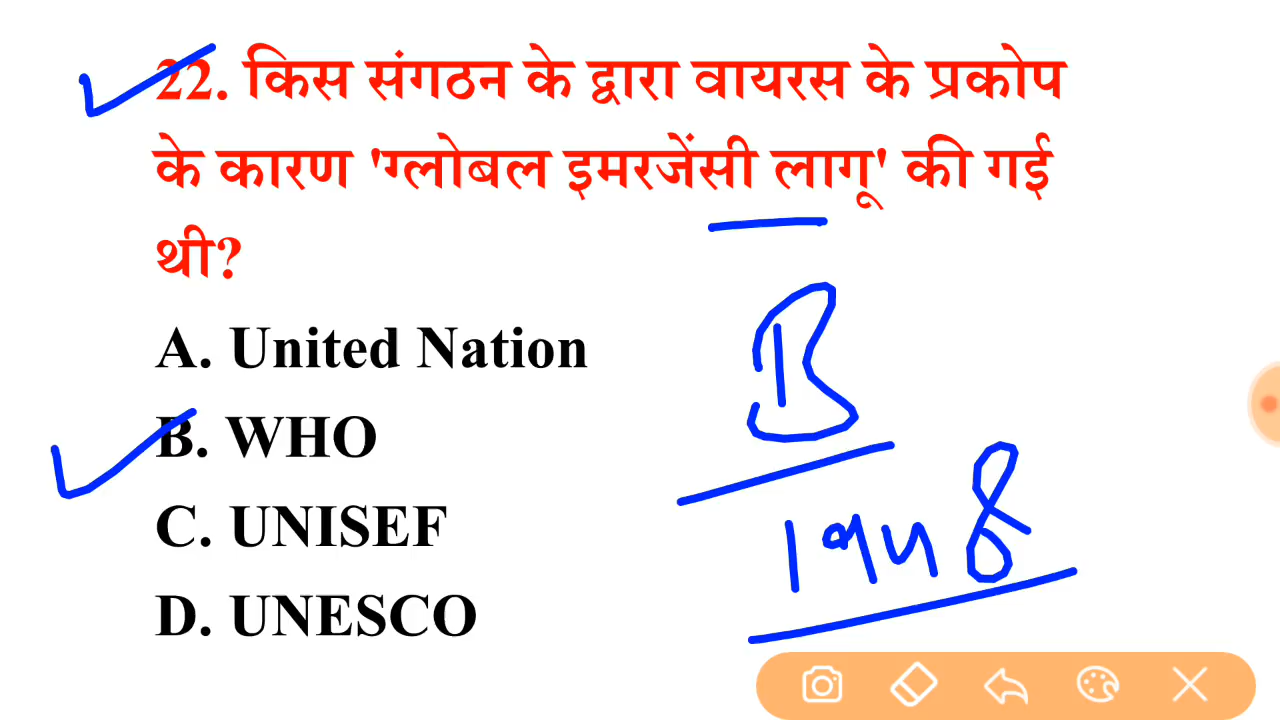 22. किस संगठन के द्वारा वायरस के प्रकोप
के कारण 'ग्लोबल इमरजेंसी लागू' की गई
थी?
A. United Nation
B. WHO
C. UNISEF
D. UNESCO
B
1948